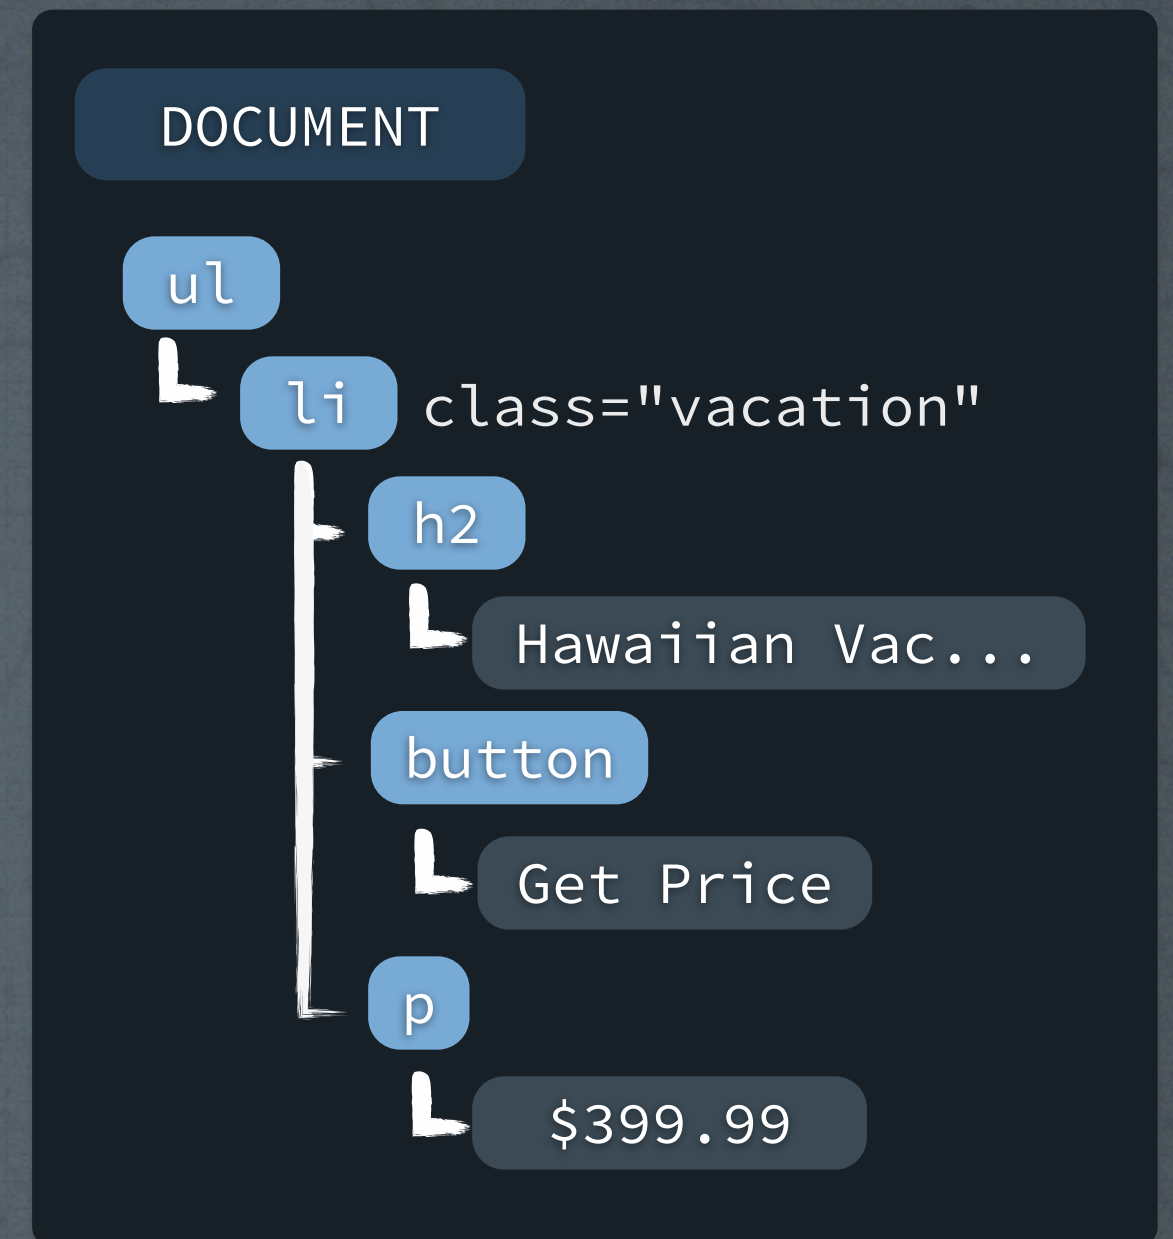 DOCUMENT
ul
li class="vacation"
h2
Hawaiian Vac...
button
Get Price
p
$399.99